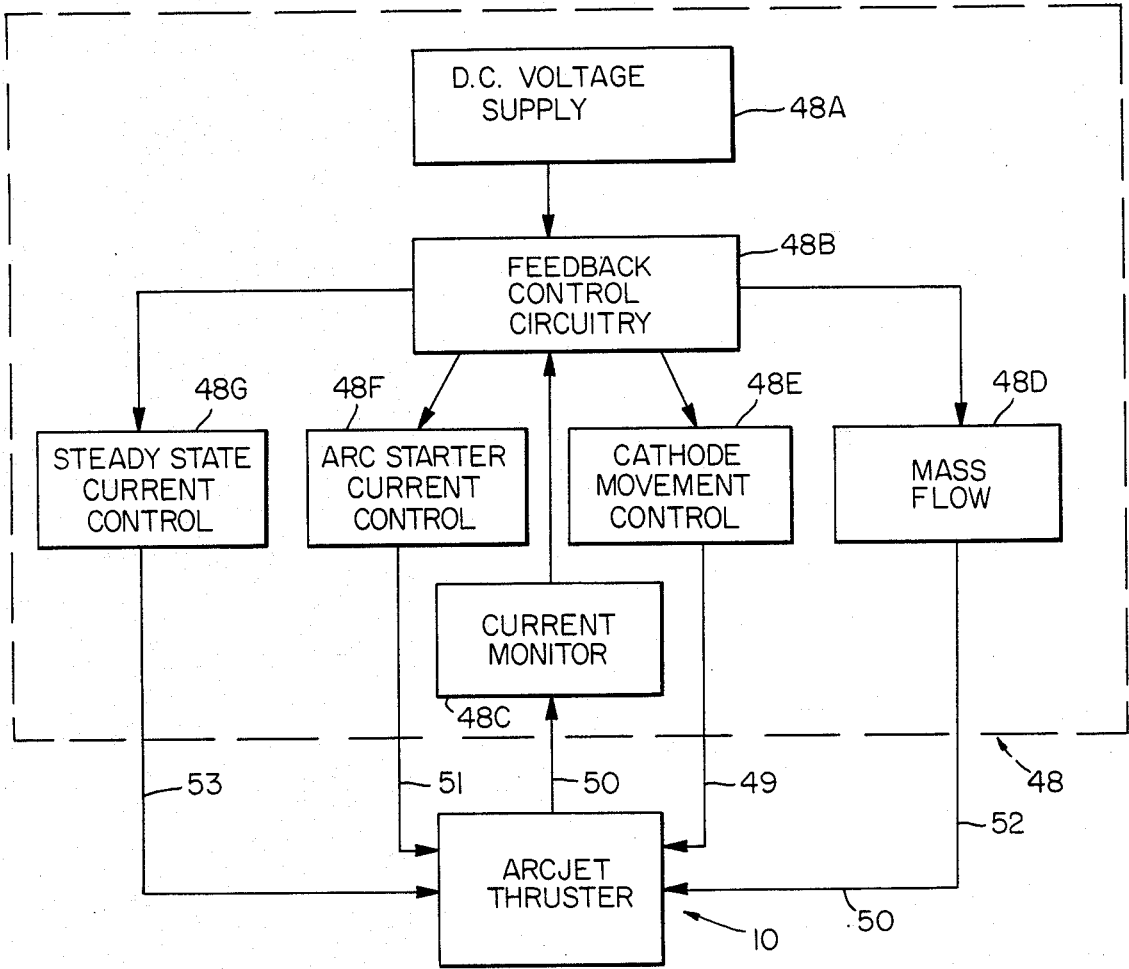 D.C. VOLTAGE
SUPPLY
48A
FEEDBACK
CONTROL
CIRCUITRY
48B
STEADY STATE
CURRENT
CONTROL
48G
ARC STARTER
CURRENT
CONTROL
48F
CATHODE
MOVEMENT
CONTROL
48E
MASS
FLOW
48D
CURRENT
MONITOR
48C
48
53
51
50
49
52
ARCJET
THRUSTER
50
10